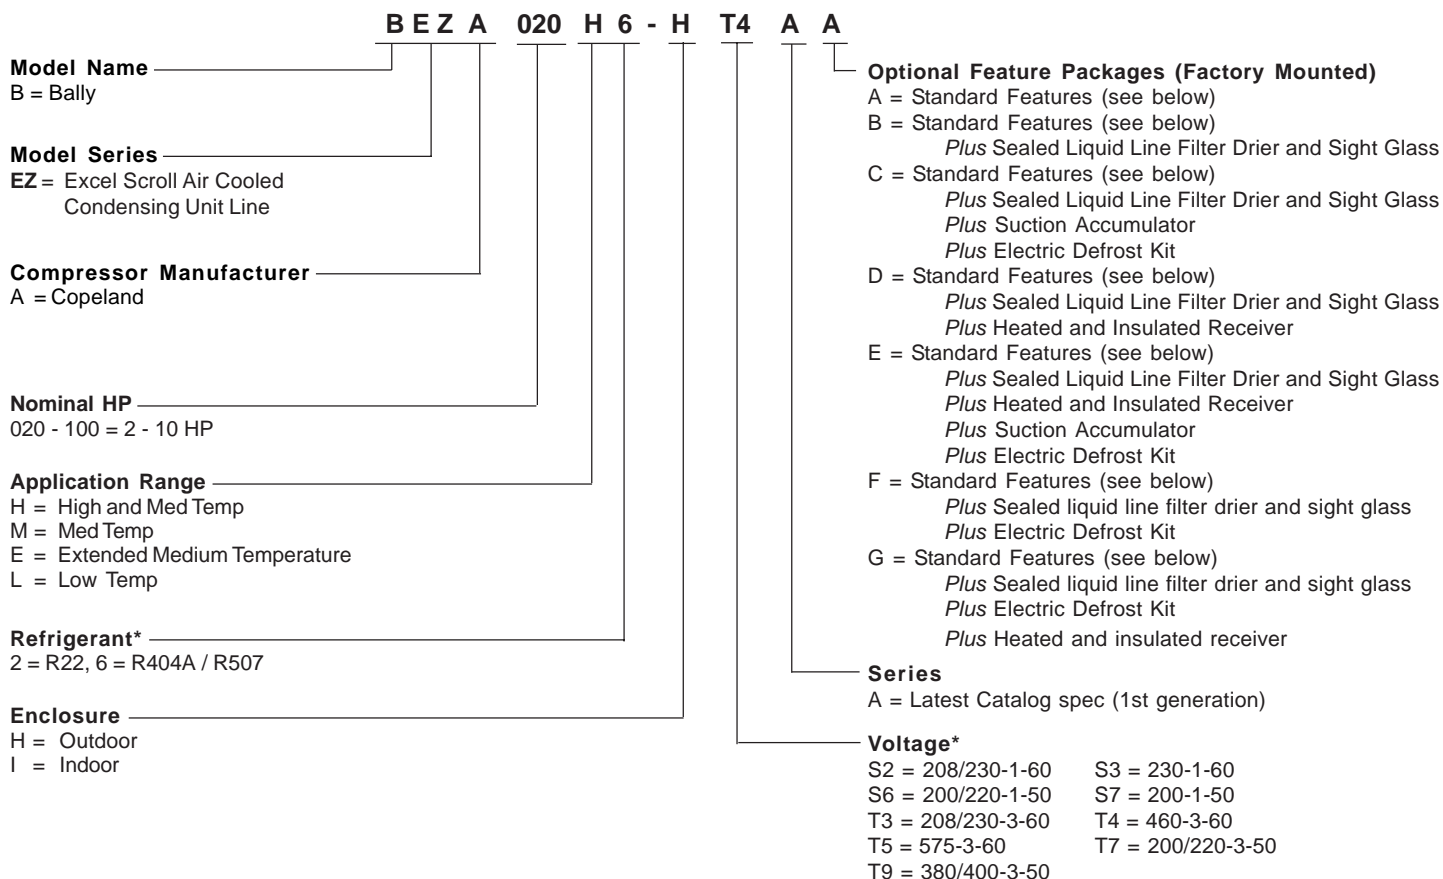 B E Z A 020 H 6 - H T4 A A
Model Name
B = Bally
Model Series
EZ = Excel Scroll Air Cooled
Condensing Unit Line
Compressor Manufacturer
A = Copeland
Nominal HP
020 - 100 = 2 - 10 HP
Application Range
H = High and Med Temp
M = Med Temp
E = Extended Medium Temperature
L = Low Temp
Refrigerant*
2 = R22, 6 = R404A / R507
Enclosure
H = Outdoor
I = Indoor
Optional Feature Packages (Factory Mounted)
A = Standard Features (see below)
B = Standard Features (see below)
Plus Sealed Liquid Line Filter Drier and Sight Glass
C = Standard Features (see below)
Plus Sealed Liquid Line Filter Drier and Sight Glass
Plus Suction Accumulator
Plus Electric Defrost Kit
D = Standard Features (see below)
Plus Sealed Liquid Line Filter Drier and Sight Glass
Plus Heated and Insulated Receiver
E = Standard Features (see below)
Plus Sealed Liquid Line Filter Drier and Sight Glass
Plus Heated and Insulated Receiver
Plus Suction Accumulator
Plus Electric Defrost Kit
F = Standard Features (see below)
Plus Sealed liquid line filter drier and sight glass
Plus Electric Defrost Kit
G = Standard Features (see below)
Plus Sealed liquid line filter drier and sight glass
Plus Electric Defrost Kit
Plus Heated and insulated receiver
Series
A = Latest Catalog spec (1st generation)
Voltage*
S2 = 208/230-1-60 S3 = 230-1-60
S6 = 200/220-1-50 S7 = 200-1-50
T3 = 208/230-3-60 T4 = 460-3-60
T5 = 575-3-60 T7 = 200/220-3-50
T9 = 380/400-3-50